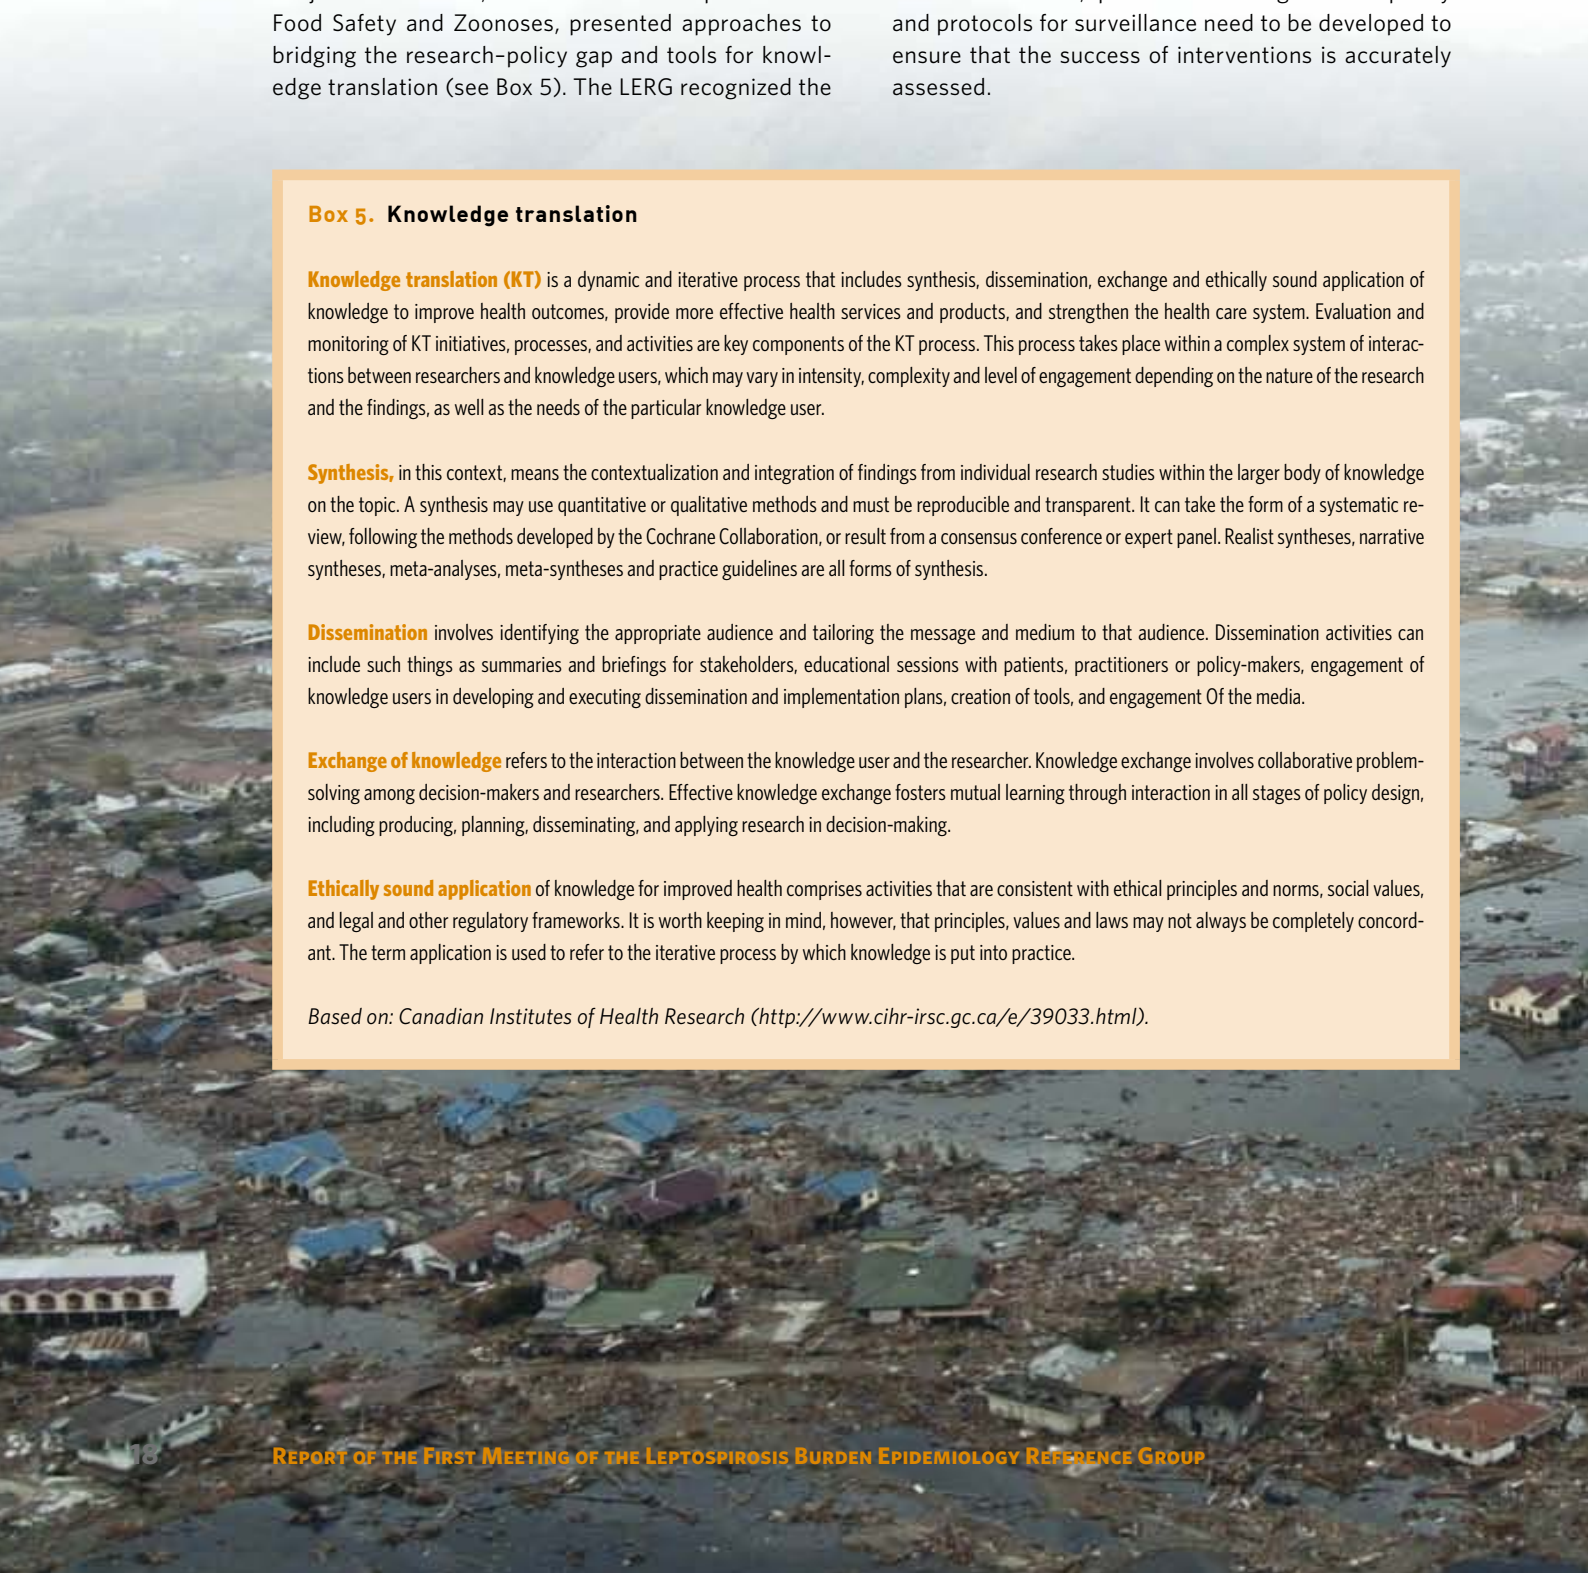 Food Safety and Zoonoses, presented approaches to
bridging the research–policy gap and tools for knowl-
edge translation (see Box 5). The LERG recognized the
and protocols for surveillance need to be developed to
ensure that the success of interventions is accurately
assessed.
Box 5. Knowledge translation
Knowledge translation (KT) is a dynamic and iterative process that includes synthesis, dissemination, exchange and ethically sound application of
knowledge to improve health outcomes, provide more effective health services and products, and strengthen the health care system. Evaluation and
monitoring of KT initiatives, processes, and activities are key components of the KT process. This process takes place within a complex system of interac-
tions between researchers and knowledge users, which may vary in intensity, complexity and level of engagement depending on the nature of the research
and the findings, as well as the needs of the particular knowledge user.
Synthesis, in this context, means the contextualization and integration of findings from individual research studies within the larger body of knowledge
on the topic. A synthesis may use quantitative or qualitative methods and must be reproducible and transparent. It can take the form of a systematic re-
view, following the methods developed by the Cochrane Collaboration, or result from a consensus conference or expert panel. Realist syntheses, narrative
syntheses, meta-analyses, meta-syntheses and practice guidelines are all forms of synthesis.
Dissemination involves identifying the appropriate audience and tailoring the message and medium to that audience. Dissemination activities can
include such things as summaries and briefings for stakeholders, educational sessions with patients, practitioners or policy-makers, engagement of
knowledge users in developing and executing dissemination and implementation plans, creation of tools, and engagement Of the media.
Exchange of knowledge refers to the interaction between the knowledge user and the researcher. Knowledge exchange involves collaborative problem-
solving among decision-makers and researchers. Effective knowledge exchange fosters mutual learning through interaction in all stages of policy design,
including producing, planning, disseminating, and applying research in decision-making.
Ethically sound application of knowledge for improved health comprises activities that are consistent with ethical principles and norms, social values,
and legal and other regulatory frameworks. It is worth keeping in mind, however, that principles, values and laws may not always be completely concord-
ant. The term application is used to refer to the iterative process by which knowledge is put into practice.
Based on: Canadian Institutes of Health Research (http://www.cihr-irsc.gc.ca/e/39033.html).
18
Report of the First Meeting of the Leptospirosis Burden Epidemiology Reference Group